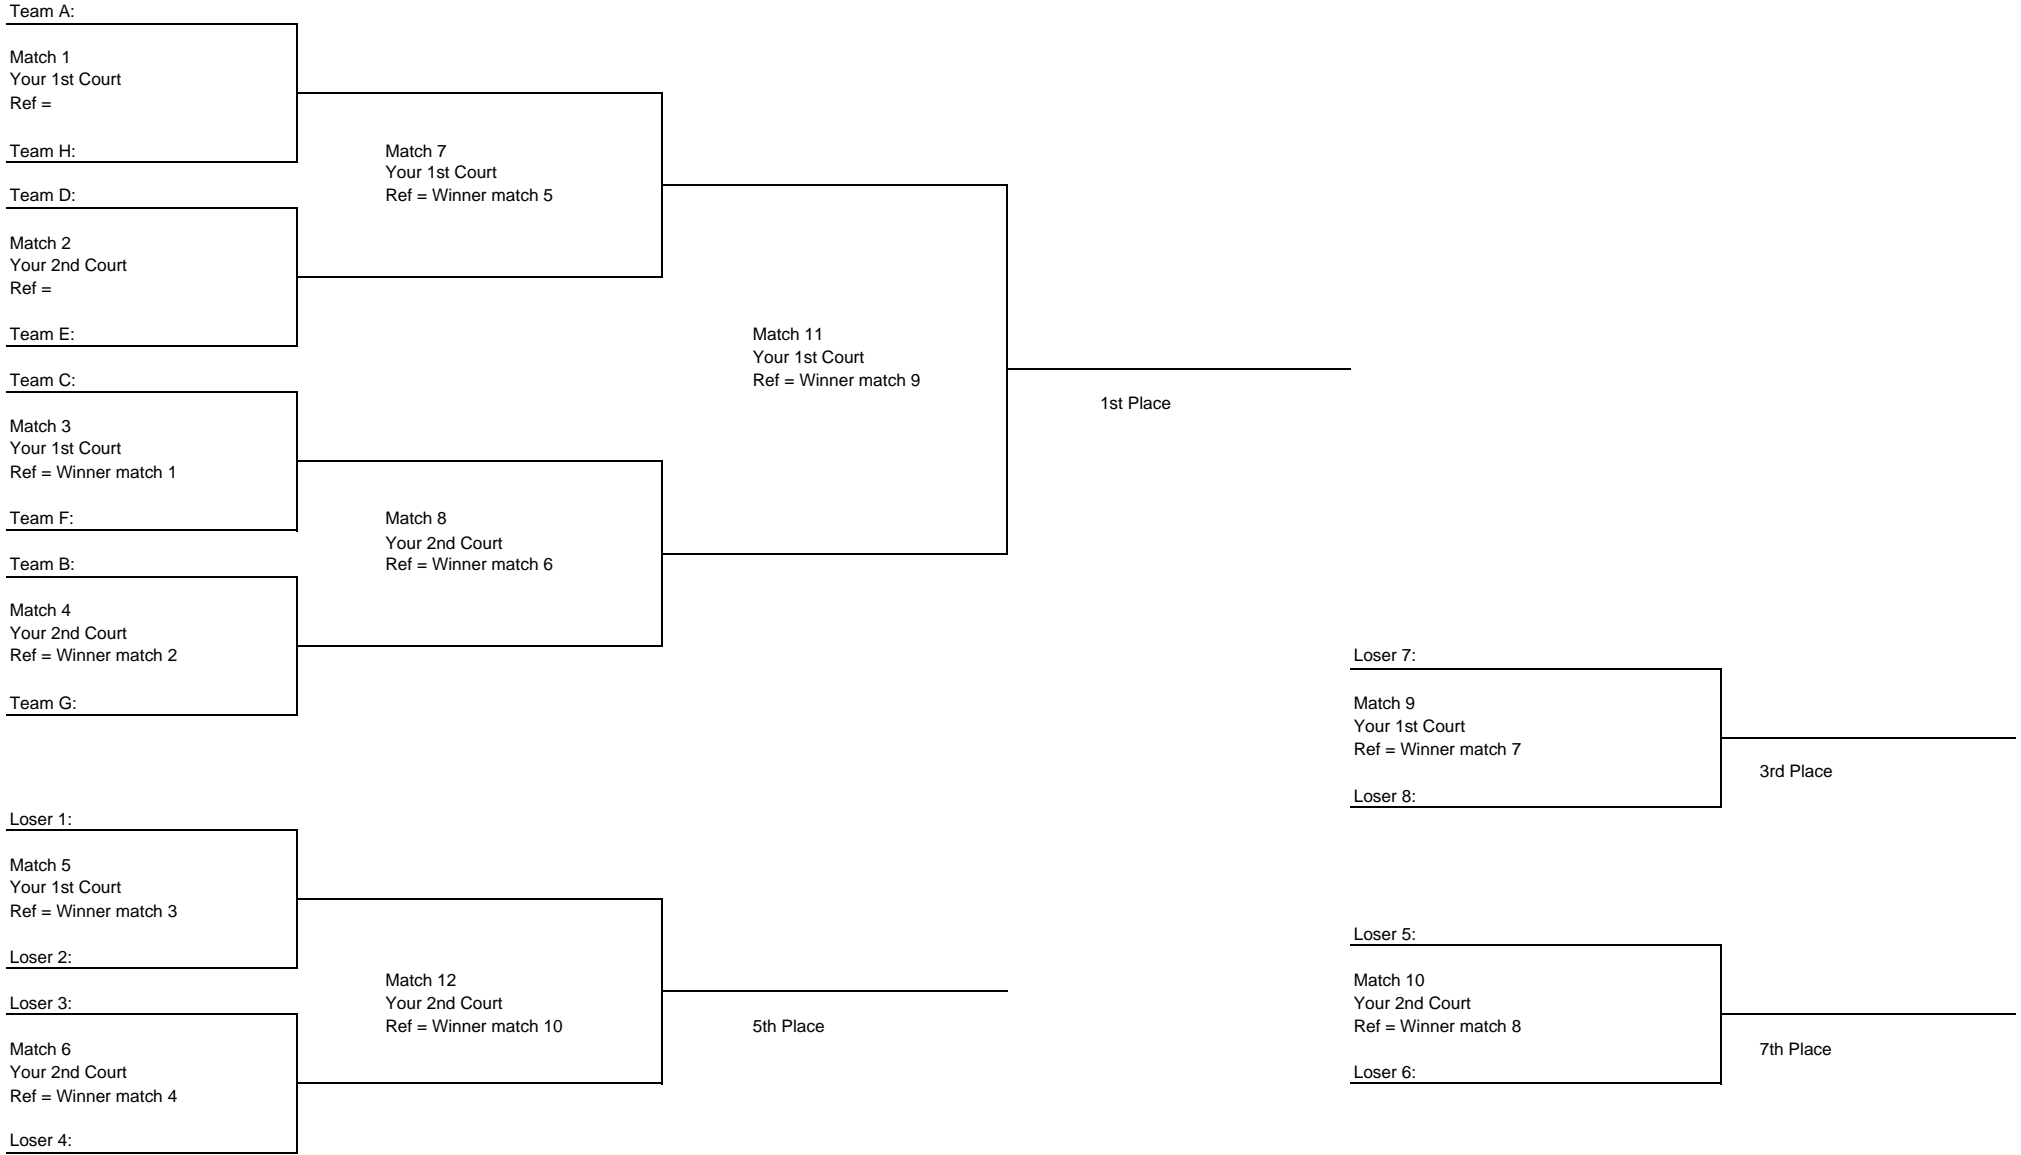 Team A:
Match 1
Your 1st Court
Ref =
Team H:
Team D:
Match 2
Your 2nd Court
Ref =
Team E:
Team C:
Match 3
Your 1st Court
Ref = Winner match 1
Team F:
Team B:
Match 4
Your 2nd Court
Ref = Winner match 2
Team G:
Match 7
Your 1st Court
Ref = Winner match 5
Match 8
Your 2nd Court
Ref = Winner match 6
Match 11
Your 1st Court
Ref = Winner match 9
1st Place
Loser 7:
Match 9
Your 1st Court
Ref = Winner match 7
Loser 8:
3rd Place
Loser 1:
Match 5
Your 1st Court
Ref = Winner match 3
Loser 2:
Loser 3:
Match 6
Your 2nd Court
Ref = Winner match 4
Loser 4:
Match 12
Your 2nd Court
Ref = Winner match 10
5th Place
Loser 5:
Match 10
Your 2nd Court
Ref = Winner match 8
Loser 6:
7th Place